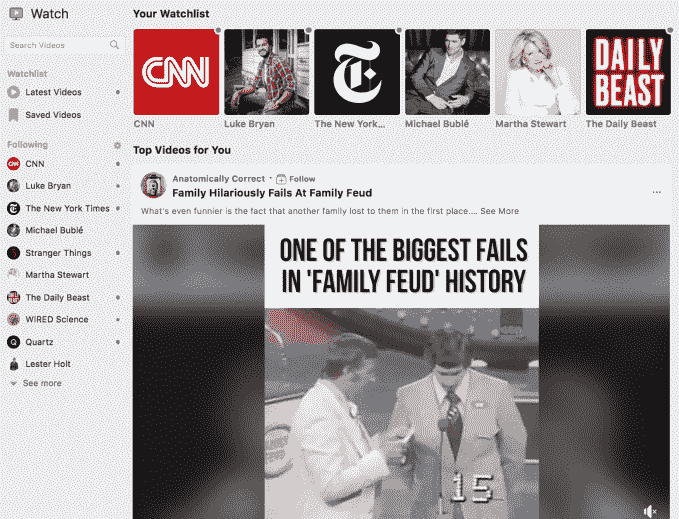 Watch
Search Videos
Watchlist
Latest Videos
Saved Videos
Following
CNN
Luke Bryan
The New York Times
Michael Bublé
Stranger Things
Martha Stewart
The Daily Beast
WIRED Science
Quartz
Lester Holt
See more
Your Watchlist
CNN
T
DAILY
BEAST
CNN
Luke Bryan
The New York...
Michael Bublé
Martha Stewart
The Daily Beast
Top Videos for You
Anatomically Correct · Follow
Family Hilariously Fails At Family Feud
What's even funnier is the fact that another family lost to them in the first place.... See More
ONE OF THE BIGGEST FAILS
IN 'FAMILY FEUD' HISTORY
15